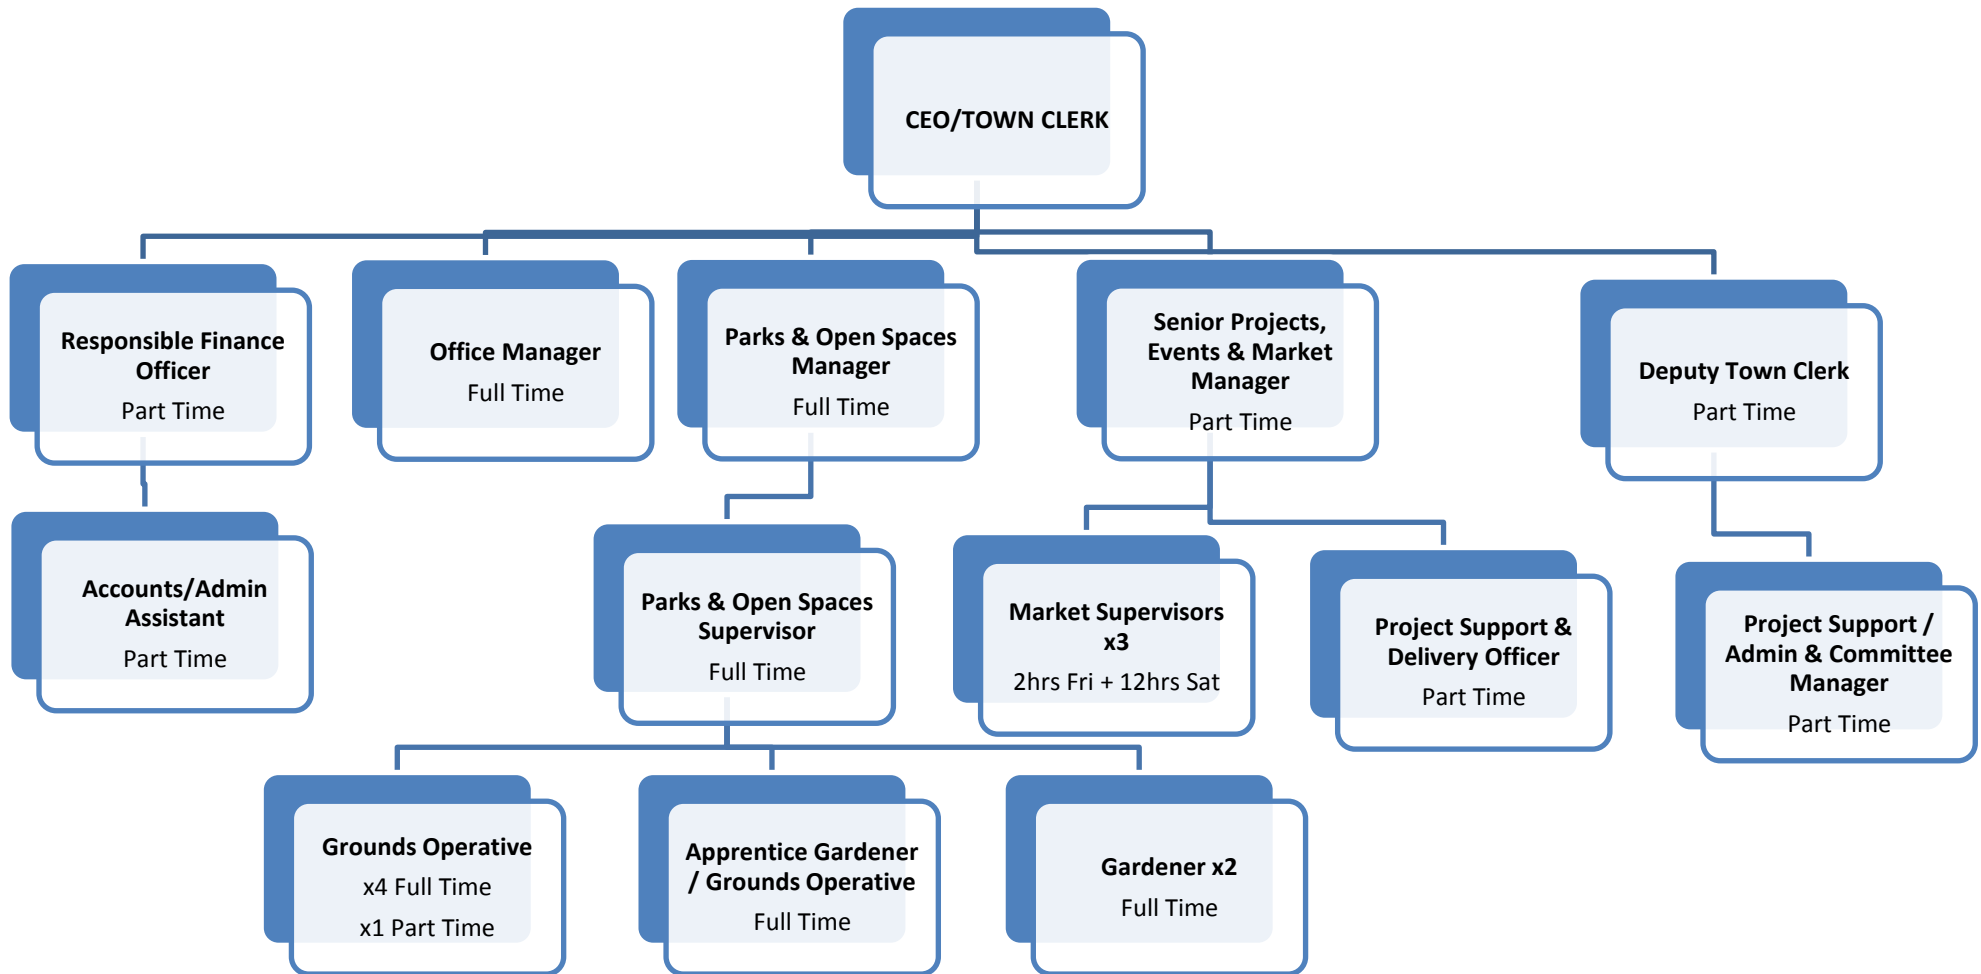 CEO/TOWN CLERK
Responsible Finance
Officer
Part Time
Office Manager
Full Time
Parks & Open Spaces
Manager
Full Time
Senior Projects,
Events & Market
Manager
Part Time
Deputy Town Clerk
Part Time
Accounts/Admin
Assistant
Part Time
Parks & Open Spaces
Supervisor
Full Time
Market Supervisors
x3
2hrs Fri + 12hrs Sat
Project Support &
Delivery Officer
Part Time
Project Support /
Admin & Committee
Manager
Part Time
Grounds Operative
x4 Full Time
x1 Part Time
Apprentice Gardener
/ Grounds Operative
Full Time
Gardener x2
Full Time